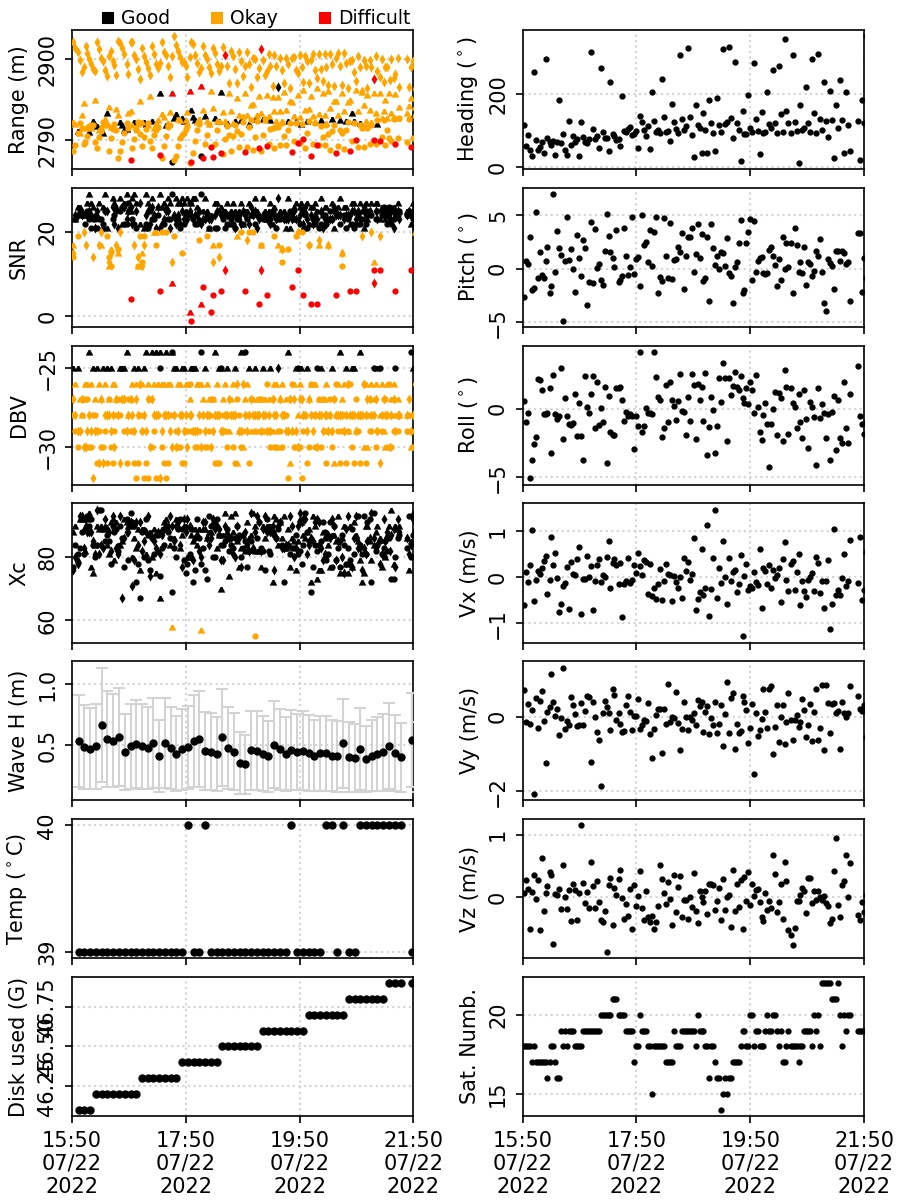 Good Okay Difficult
Range (m)
2900
2790
Heading (°)
200
0
SNR
20
0
Pitch (°)
5
0
−5
DBV
−25
−30
Roll (°)
0
−5
Xc
80
60
Vx (m/s)
1
0
−1
Wave H (m)
1.0
0.5
Vy (m/s)
0
−2
Temp (°C)
40
39
Vz (m/s)
1
0
Disk used (G)
46.75
46.50
46.25
Sat. Numb.
20
15
15:50 17:50 19:50 21:50 15:50 17:50 19:50 21:50
07/22 07/22 07/22 07/22 07/22 07/22 07/22 07/22
2022 2022 2022 2022 2022 2022 2022 2022